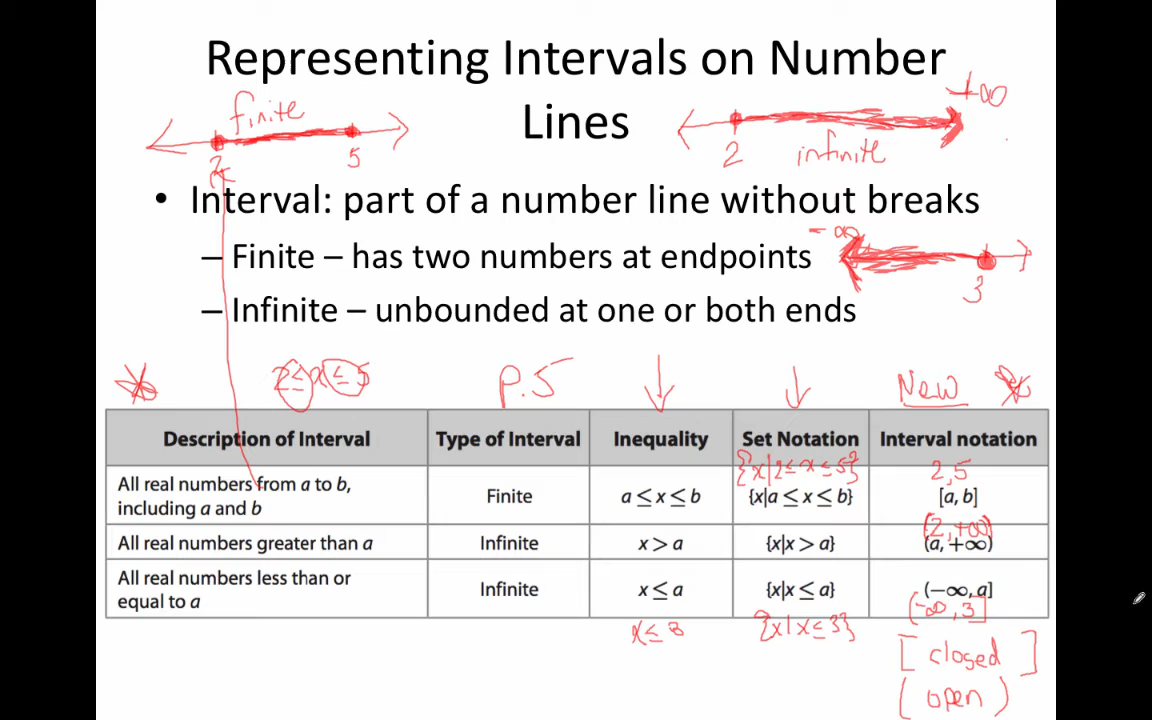 Representing Intervals on Number
Lines
finite
2
5
+∞
2
infinite
• Interval: part of a number line without breaks
– Finite – has two numbers at endpoints
-∞
3
– Infinite – unbounded at one or both ends
2≤x≤5
P.5
New
Description of Interval
Type of Interval
Inequality
Set Notation
Interval notation
{x|2≤x≤5}
2,5
All real numbers from a to b,
including a and b
Finite
a ≤ x ≤ b
{x|a ≤ x ≤ b}
[a, b]
(2,+∞)
All real numbers greater than a
Infinite
x > a
{x|x > a}
(a, +∞)
All real numbers less than or
equal to a
Infinite
x ≤ a
{x|x ≤ a}
(−∞, a]
(-∞,3]
x≤3
{x|x≤3}
[closed]
(open)